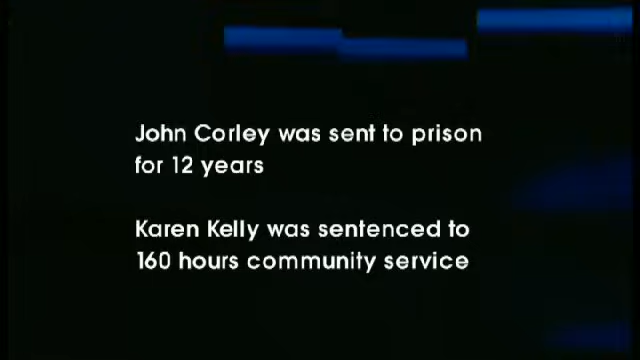 John Corley was sent to prison
for 12 years
Karen Kelly was sentenced to
160 hours community service